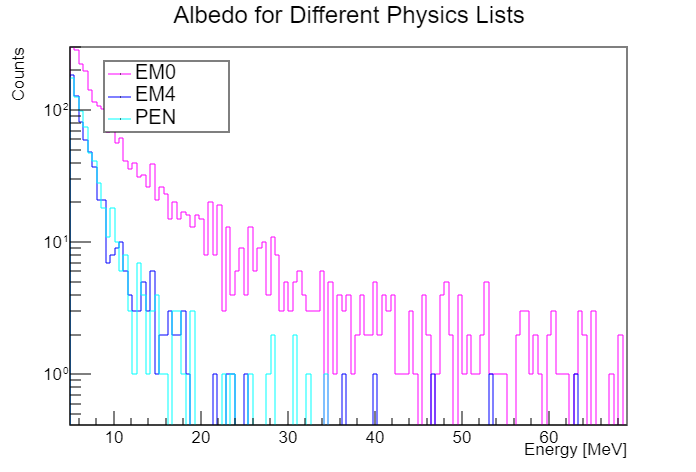 Albedo for Different Physics Lists
Counts
EM0
EM4
PEN
10²
10¹
10⁰
10 20 30 40 50 60
Energy [MeV]